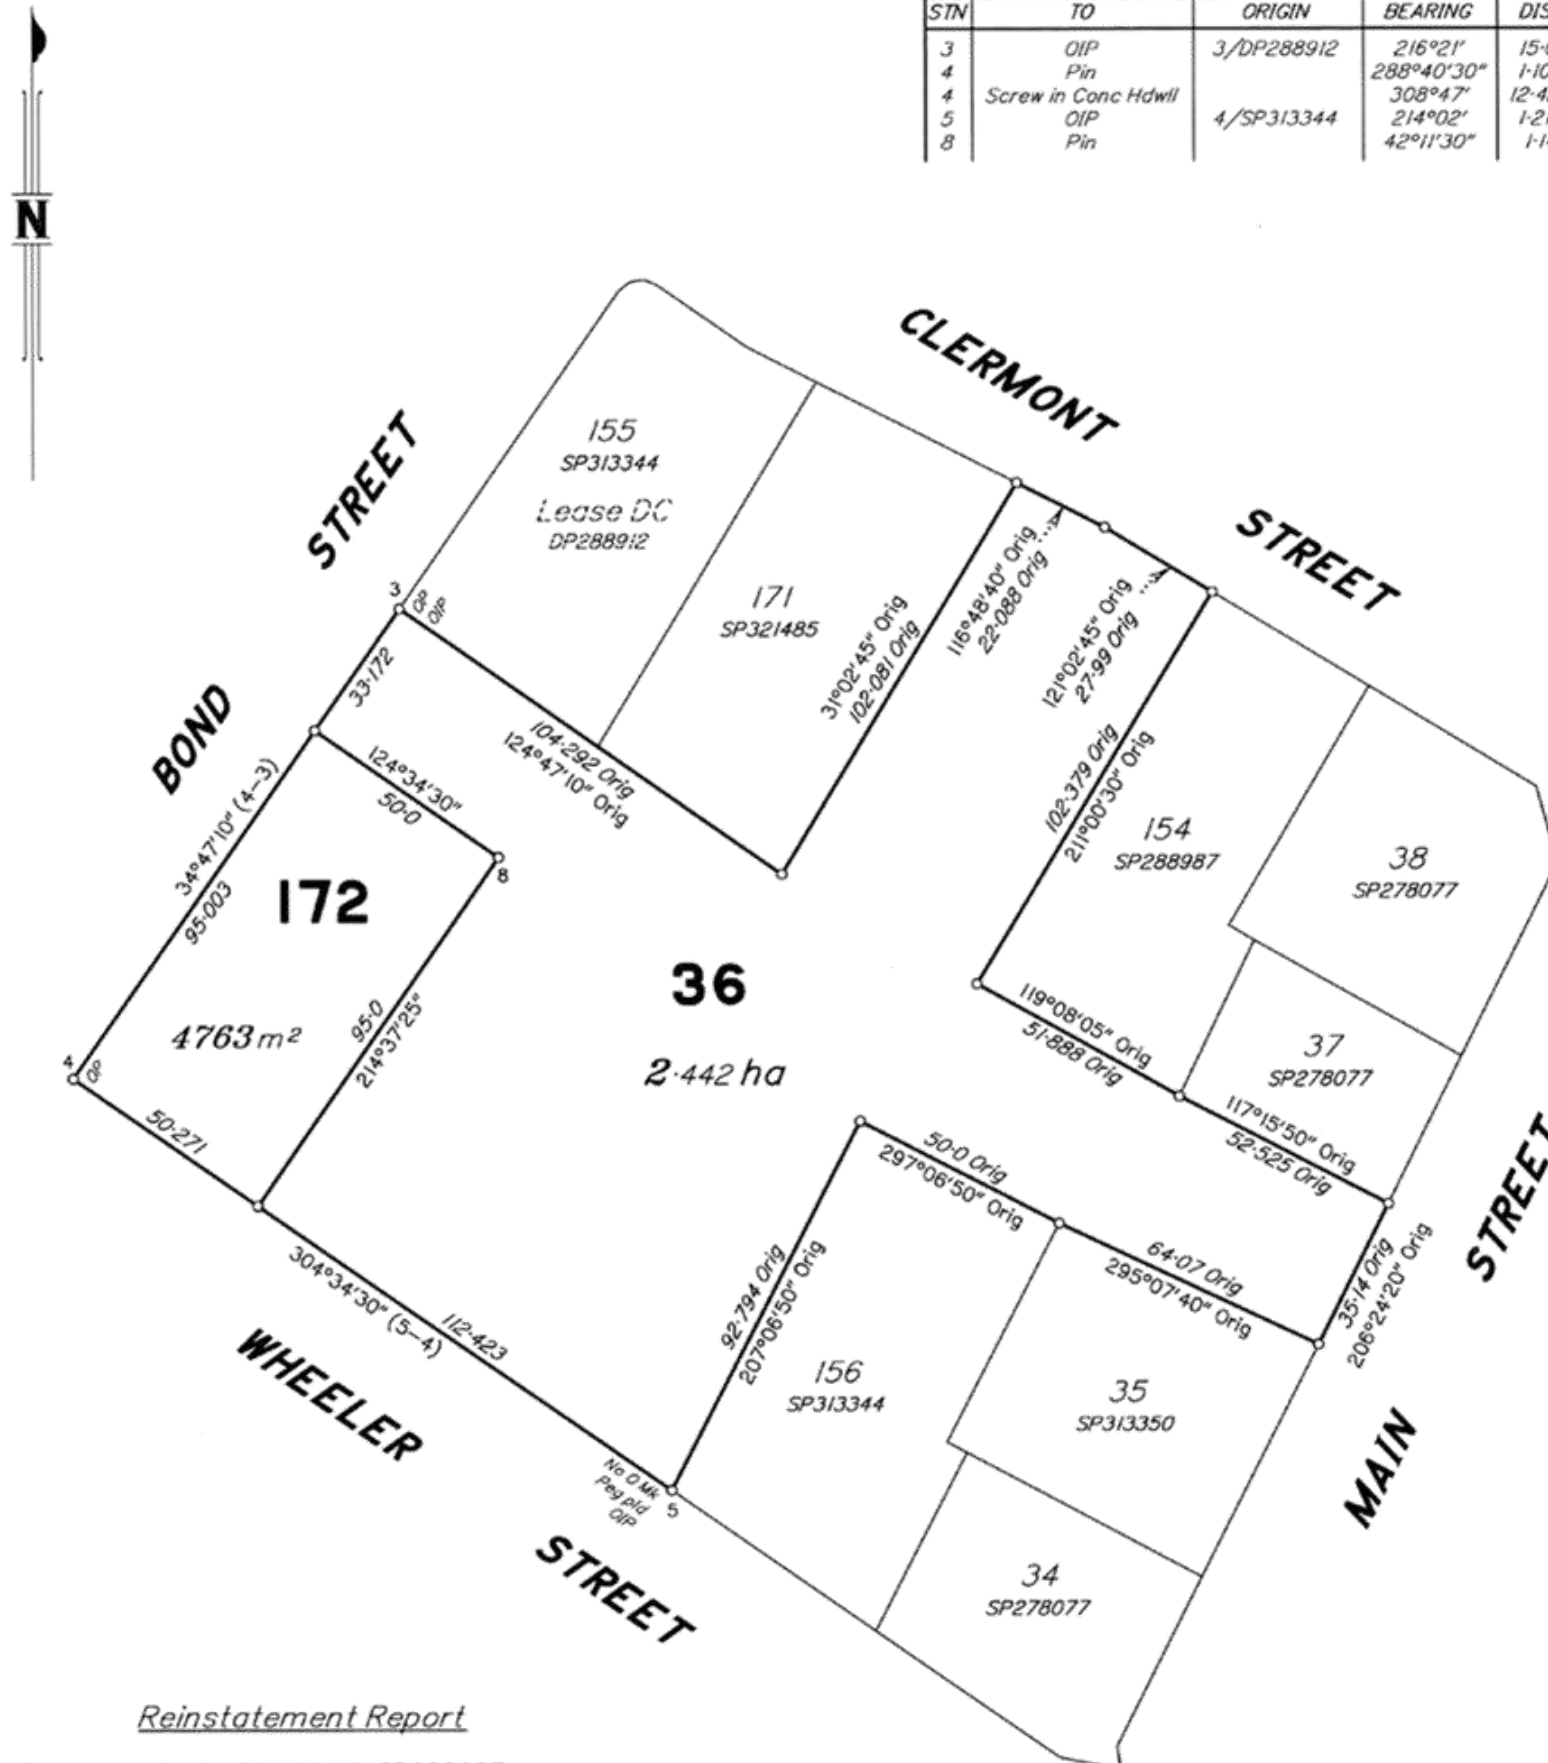 STN TO ORIGIN BEARING
3 OIP 3/DP288912 216°21'
4 Pin 288°40'30"
4 Screw in Conc Hdwll 308°47'
5 OIP 4/SP313344 214°02'
8 Pin 42°11'30"
N
CLERMONT
STREET
155
SP313344
Lease DC
DP288912
STREET
BOND
171
SP321485
3
OP
OIP
33·172
31°02'45" Orig
102·081 Orig
116°48'40" Orig
22·088 Orig
121°02'45" Orig
27·99 Orig
104·292 Orig
124°47'10" Orig
124°34'30"
50·0
34°47'10" (4-3)
95·003
8
172
102·379 Orig
211°00'30" Orig
154
SP288987
38
SP278077
36
2·442 ha
4763 m²
95·0
214°37'25"
4
OP
50·271
119°08'05" Orig
51·888 Orig
37
SP278077
117°15'50" Orig
52·525 Orig
50·0 Orig
297°06'50" Orig
STREET
MAIN
64·07 Orig
295°07'40" Orig
35·14 Orig
206°24'20" Orig
92·794 Orig
207°06'50" Orig
304°34'30" (5-4)
112·423
WHEELER
STREET
156
SP313344
35
SP313350
No O Mk
Peg pld
OIP
5
34
SP278077
Reinstatement Report